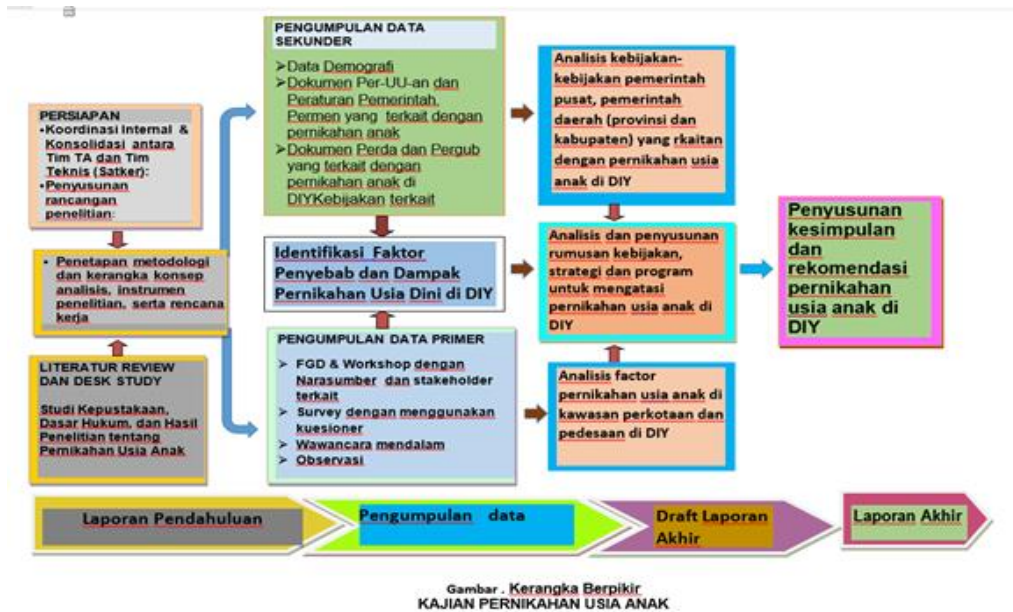 PERSIAPAN
•Koordinasi Internal &
Konsolidasi antara
Tim TA dan Tim
Teknis (Satker):
•Penyusunan
rancangan
penelitian:
• Penetapan metodologi
dan kerangka konsep
analisis, instrumen
penelitian, serta rencana
kerja
LITERATUR REVIEW
DAN DESK STUDY
Studi Kepustakaan,
Dasar Hukum, dan Hasil
Penelitian tentang
Pernikahan Usia Anak
PENGUMPULAN DATA
SEKUNDER
➢Data Demografi
➢Dokumen Per-UU-an dan
Peraturan Pemerintah,
Permen yang terkait dengan
pernikahan anak
➢Dokumen Perda dan Pergub
yang terkait dengan
pernikahan anak di
DIYKebijakan terkait
Identifikasi Faktor
Penyebab dan Dampak
Pernikahan Usia Dini di DIY
PENGUMPULAN DATA PRIMER
➢ FGD & Workshop dengan
Narasumber dan stakeholder
terkait
➢ Survey dengan menggunakan
kuesioner
➢ Wawancara mendalam
➢ Observasi
Analisis kebijakan-
kebijakan pemerintah
pusat, pemerintah
daerah (provinsi dan
kabupaten) yang rkaitan
dengan pernikahan usia
anak di DIY
Analisis dan penyusunan
rumusan kebijakan,
strategi dan program
untuk mengatasi
pernikahan usia anak di
DIY
Analisis factor
pernikahan usia anak di
kawasan perkotaan dan
pedesaan di DIY
Penyusunan
kesimpulan
dan
rekomendasi
pernikahan
usia anak di
DIY
Laporan Pendahuluan
Pengumpulan data
Draft Laporan
Akhir
Laporan Akhir
Gambar . Kerangka Berpikir
KAJIAN PERNIKAHAN USIA ANAK